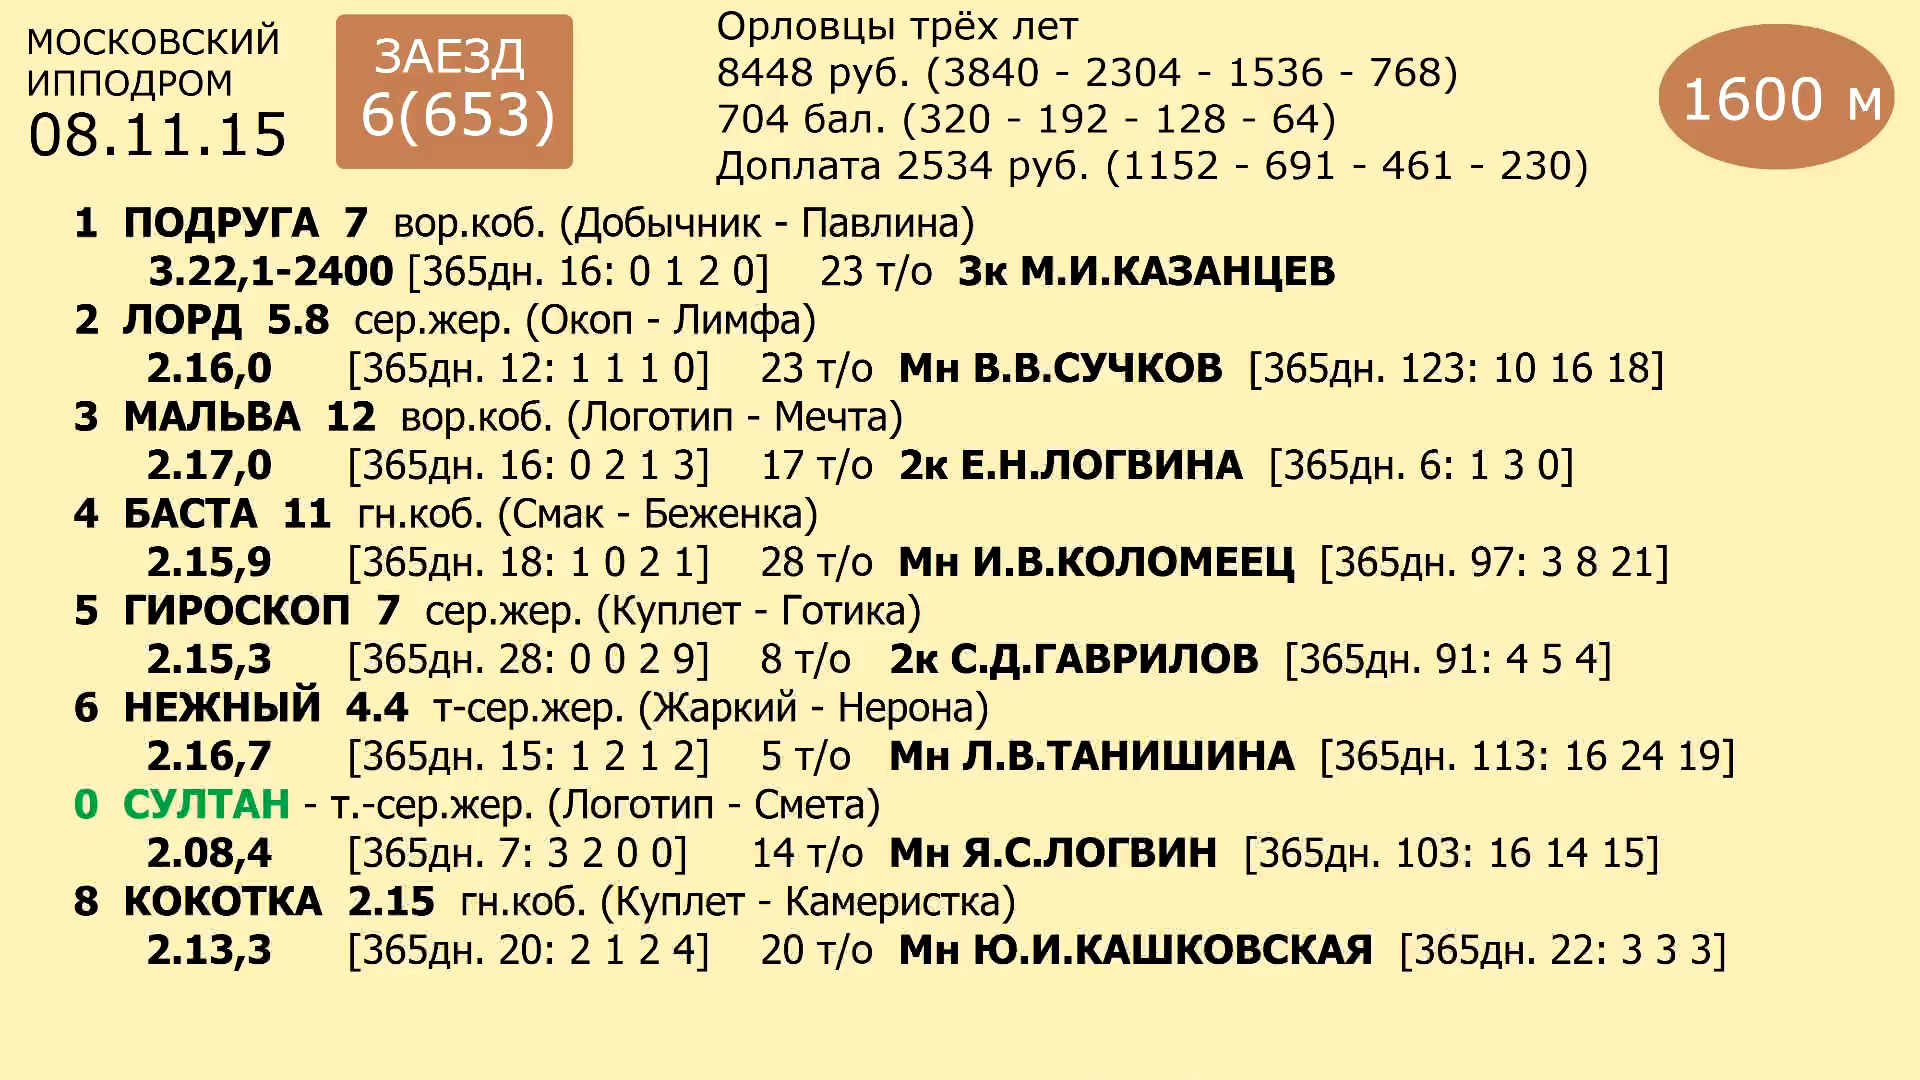 МОСКОВСКИЙ
ИППОДРОМ
08.11.15
ЗАЕЗД
6(653)
Орловцы трёх лет
8448 руб. (3840 - 2304 - 1536 - 768)
704 бал. (320 - 192 - 128 - 64)
Доплата 2534 руб. (1152 - 691 - 461 - 230)
1600 м
1 ПОДРУГА 7 вор.коб. (Добычник - Павлина)
3.22,1-2400 [365дн. 16: 0 1 2 0] 23 т/о 3к М.И.КАЗАНЦЕВ
2 ЛОРД 5.8 сер.жер. (Окоп - Лимфа)
2.16,0 [365дн. 12: 1 1 1 0] 23 т/о Мн В.В.СУЧКОВ [365дн. 123: 10 16 18]
3 МАЛЬВА 12 вор.коб. (Логотип - Мечта)
2.17,0 [365дн. 16: 0 2 1 3] 17 т/о 2к Е.Н.ЛОГВИНА [365дн. 6: 1 3 0]
4 БАСТА 11 гн.коб. (Смак - Беженка)
2.15,9 [365дн. 18: 1 0 2 1] 28 т/о Мн И.В.КОЛОМЕЕЦ [365дн. 97: 3 8 21]
5 ГИРОСКОП 7 сер.жер. (Куплет - Готика)
2.15,3 [365дн. 28: 0 0 2 9] 8 т/о 2к С.Д.ГАВРИЛОВ [365дн. 91: 4 5 4]
6 НЕЖНЫЙ 4.4 т-сер.жер. (Жаркий - Нерона)
2.16,7 [365дн. 15: 1 2 1 2] 5 т/о Мн Л.В.ТАНИШИНА [365дн. 113: 16 24 19]
0 СУЛТАН - т.-сер.жер. (Логотип - Смета)
2.08,4 [365дн. 7: 3 2 0 0] 14 т/о Мн Я.С.ЛОГВИН [365дн. 103: 16 14 15]
8 КОКОТКА 2.15 гн.коб. (Куплет - Камеристка)
2.13,3 [365дн. 20: 2 1 2 4] 20 т/о Мн Ю.И.КАШКОВСКАЯ [365дн. 22: 3 3 3]